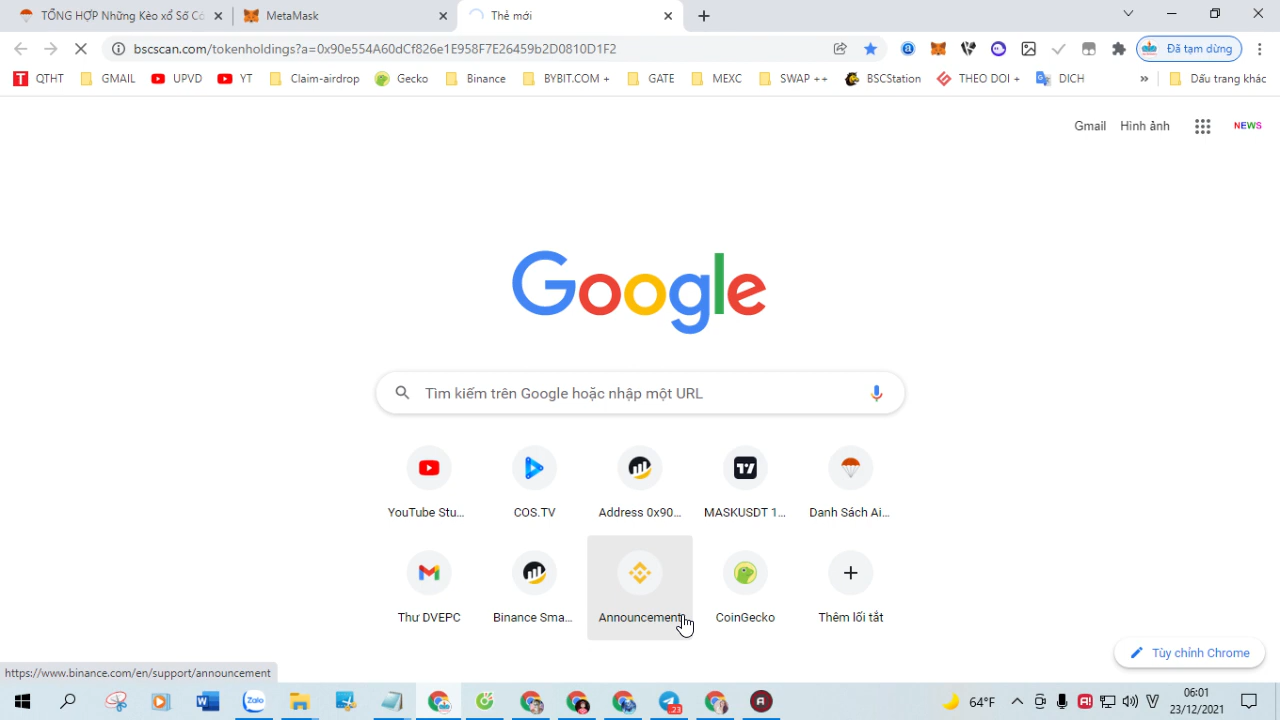 TỔNG HỢP Những Kèo xổ Số Có
MetaMask
Thẻ mới
bscscan.com/tokenholdings?a=0x90e554A60dCf826e1E958F7E26459b2D0810D1F2
Đã tạm dừng
QTHT
GMAIL
UPVD
YT
Claim-airdrop
Gecko
Binance
BYBIT.COM +
GATE
MEXC
SWAP ++
BSCStation
THEO DOI +
DICH
»
Dấu trang khác
Gmail
Hình ảnh
NEWS
Google
Tìm kiếm trên Google hoặc nhập một URL
YouTube Stu...
COS.TV
Address 0x90...
MASKUSDT 1...
Danh Sách Ai...
Thư DVEPC
Binance Sma...
Announcement
CoinGecko
Thêm lối tắt
Tùy chỉnh Chrome
https://www.binance.com/en/support/announcement
Zalo
23
64°F
06:01
23/12/2021